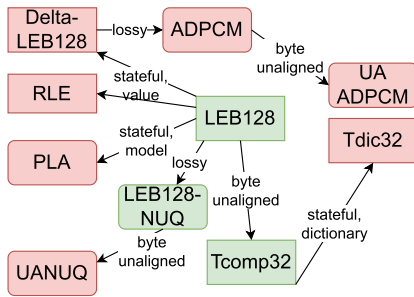 Delta-
LEB128
lossy
ADPCM
byte
unaligned
UA
ADPCM
RLE
stateful,
value
LEB128
Tdic32
stateful,
model
PLA
lossy
LEB128-
NUQ
byte
unaligned
stateful,
dictionary
byte
unaligned
Tcomp32
UANUQ